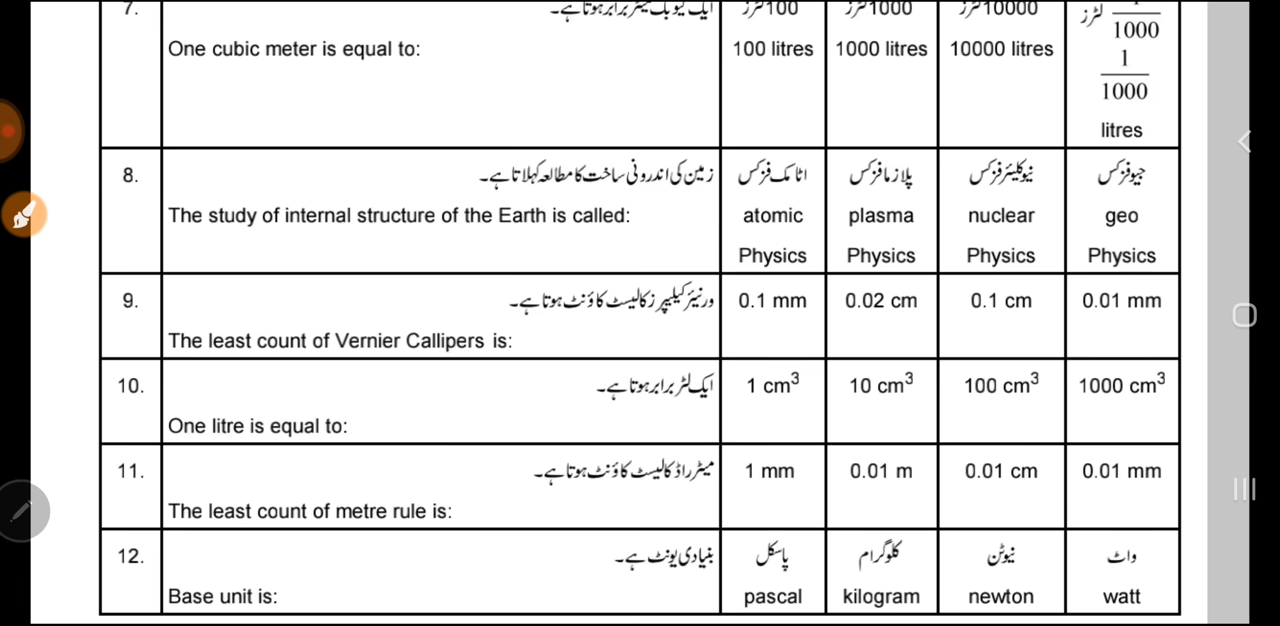 7.
ایک کیوبک میٹر برابر ہوتا ہے۔ 100 لٹرز 1000 لٹرز 10000 لٹرز 1000 لٹرز
One cubic meter is equal to: 100 litres 1000 litres 10000 litres 1/1000 litres
8. زمین کی اندرونی ساخت کا مطالعہ کہلاتا ہے۔ اٹامک فزکس پلازما فزکس نیوکلیئر فزکس جیوفزکس
The study of internal structure of the Earth is called: atomic plasma nuclear geo
Physics Physics Physics Physics
9. ورنیئر کیلیپرز کا لیسٹ کاؤنٹ ہوتا ہے۔ 0.1 mm 0.02 cm 0.1 cm 0.01 mm
The least count of Vernier Callipers is:
10. ایک لٹر برابر ہوتا ہے۔ 1 cm³ 10 cm³ 100 cm³ 1000 cm³
One litre is equal to:
11. میٹر راڈ کا لیسٹ کاؤنٹ ہوتا ہے۔ 1 mm 0.01 m 0.01 cm 0.01 mm
The least count of metre rule is:
12. بنیادی یونٹ ہے۔ پاسکل کلوگرام نیوٹن واٹ
Base unit is: pascal kilogram newton watt